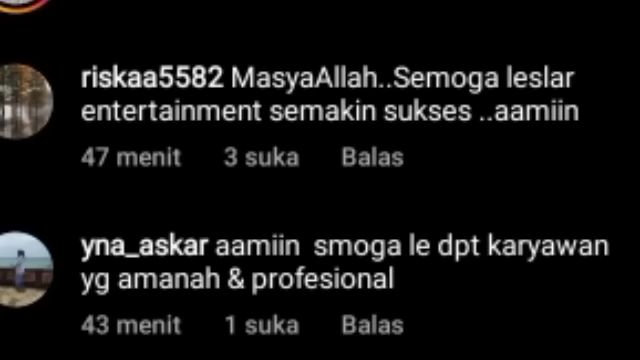 riskaa5582 MasyaAllah..Semoga leslar
entertainment semakin sukses ..aamiin
47 menit 3 suka Balas
yna_askar aamiin smoga le dpt karyawan
yg amanah & profesional
43 menit 1 suka Balas